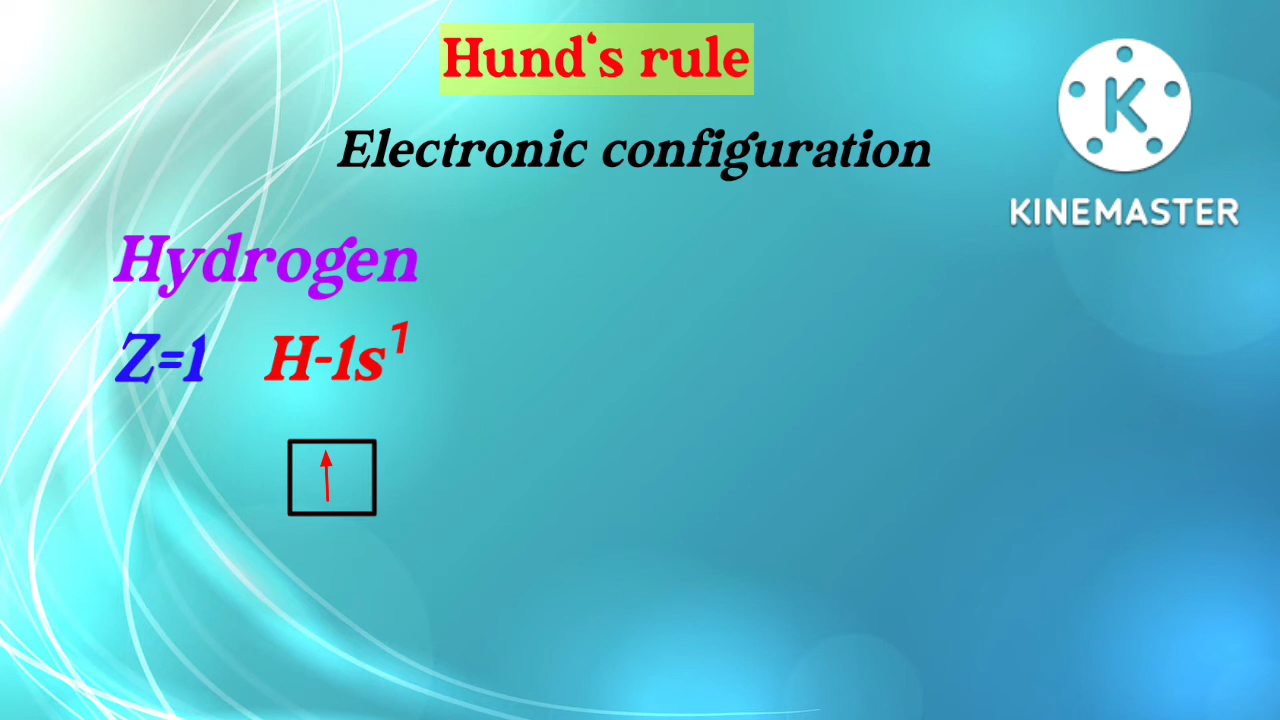 Hund‘s rule
Electronic configuration
K
KINEMASTER
Hydrogen
Z=1 H-1s¹